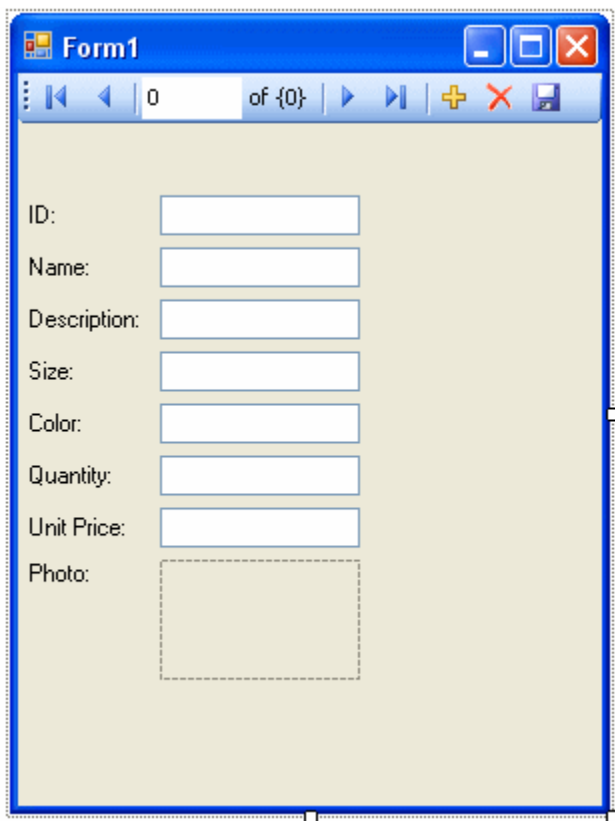 Form1
0 of {0}
ID:
Name:
Description:
Size:
Color:
Quantity:
Unit Price:
Photo: